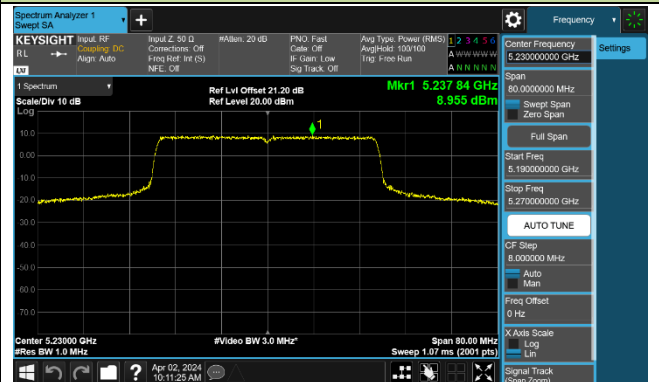 Spectrum Analyzer 1
Swept SA
+
Frequency
KEYSIGHT
RL
LXI
Input: RF
Coupling: DC
Align: Auto
Input Z: 50 Ω
Corrections: Off
Freq Ref: Int (S)
NFE: Off
#Atten: 20 dB
PNO: Fast
Gate: Off
IF Gain: Low
Sig Track: Off
Avg Type: Power (RMS)
Avg|Hold: 100/100
Trig: Free Run
1 2 3 4 5 6
A W W W W W
A N N N N N
1 Spectrum
Scale/Div 10 dB
Log
Ref Lvl Offset 21.20 dB
Ref Level 20.00 dBm
Mkr1 5.237 84 GHz
8.955 dBm
1
10.0
0.00
-10.0
-20.0
-30.0
-40.0
-50.0
-60.0
-70.0
Center 5.23000 GHz
#Res BW 1.0 MHz
#Video BW 3.0 MHz*
Span 80.00 MHz
Sweep 1.07 ms (2001 pts)
Apr 02, 2024
10:11:25 AM
?
Center Frequency
5.230000000 GHz
Settings
Span
80.0000000 MHz
Swept Span
Zero Span
Full Span
Start Freq
5.190000000 GHz
Stop Freq
5.270000000 GHz
AUTO TUNE
CF Step
8.000000 MHz
Auto
Man
Freq Offset
0 Hz
X Axis Scale
Log
Lin
Signal Track
(Span Zoom)